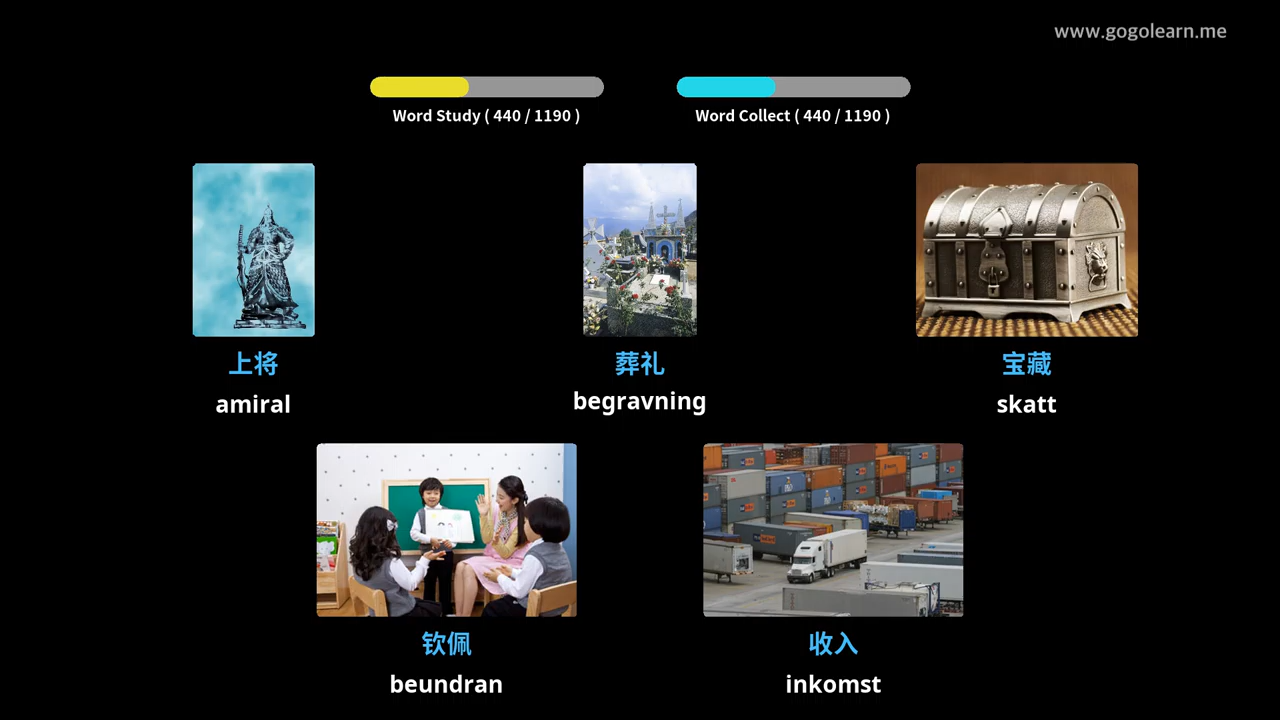 www.gogolearn.me
Word Study ( 440 / 1190 )
Word Collect ( 440 / 1190 )
上将
amiral
葬礼
begravning
宝藏
skatt
钦佩
beundran
收入
inkomst